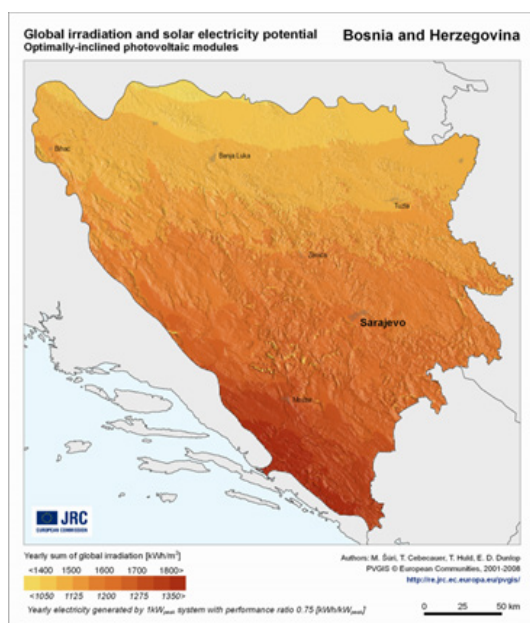 Global irradiation and solar electricity potential
Optimally-inclined photovoltaic modules
Bosnia and Herzegovina
Bihac
Banja Luka
Tuzla
Zenica
Sarajevo
Mostar
JRC
EUROPEAN COMMISSION
Yearly sum of global irradiation [kWh/m²]
<1400 1500 1600 1700 1800>
<1050 1125 1200 1275 1350>
Yearly electricity generated by 1kWpeak system with performance ratio 0.75 [kWh/kWpeak]
Authors: M. Šúri, T. Cebecauer, T. Huld, E. D. Dunlop
PVGIS © European Communities, 2001-2008
http://re.jrc.ec.europa.eu/pvgis/
0 25 50 km